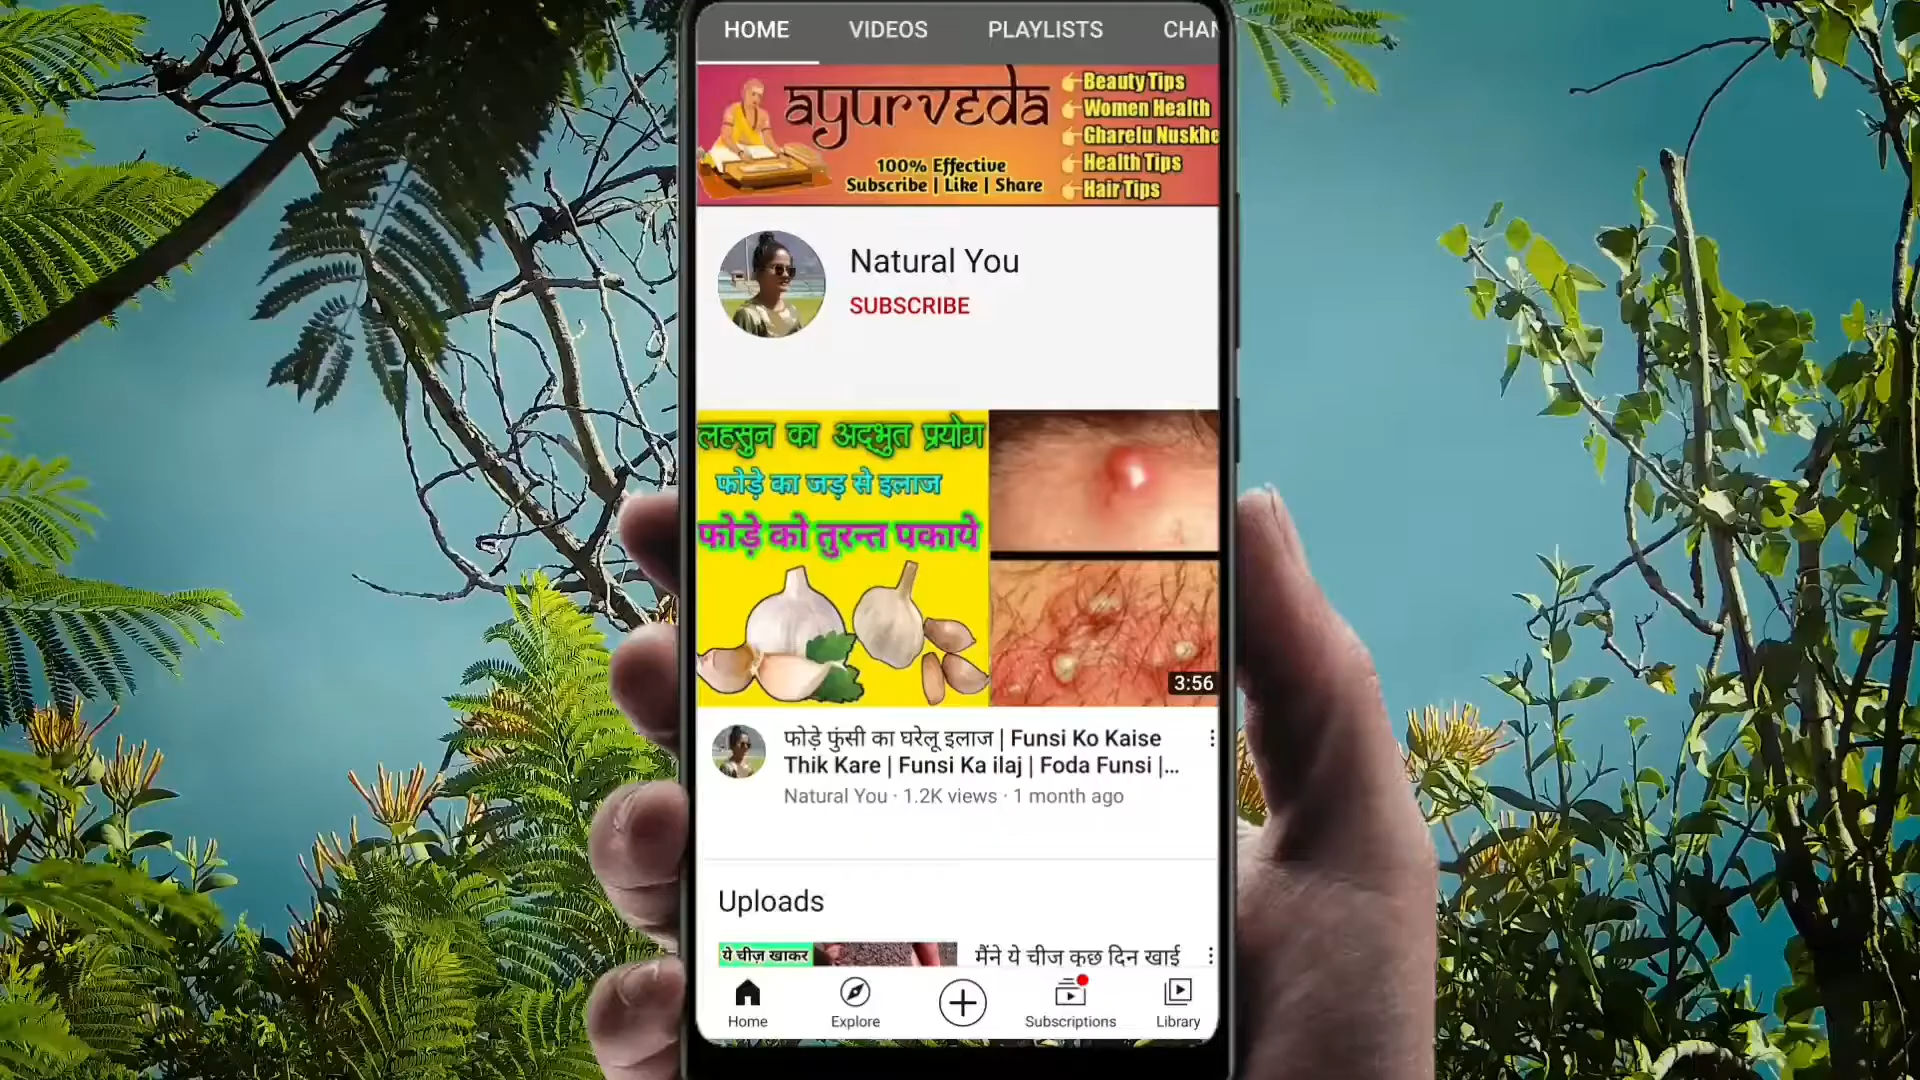 HOME VIDEOS PLAYLISTS CHAN
ayurveda
100% Effective
Subscribe | Like | Share
Beauty Tips
Women Health
Gharelu Nuskhe
Health Tips
Hair Tips
Natural You
SUBSCRIBE
लहसुन का अद्भुत प्रयोग
फोड़े का जड़ से इलाज
फोड़े को तुरन्त पकाये
3:56
फोड़े फुंसी का घरेलू इलाज | Funsi Ko Kaise
Thik Kare | Funsi Ka ilaj | Foda Funsi |...
Natural You · 1.2K views · 1 month ago
Uploads
ये चीज़ खाकर
मैंने ये चीज कुछ दिन खाई
Home Explore Subscriptions Library